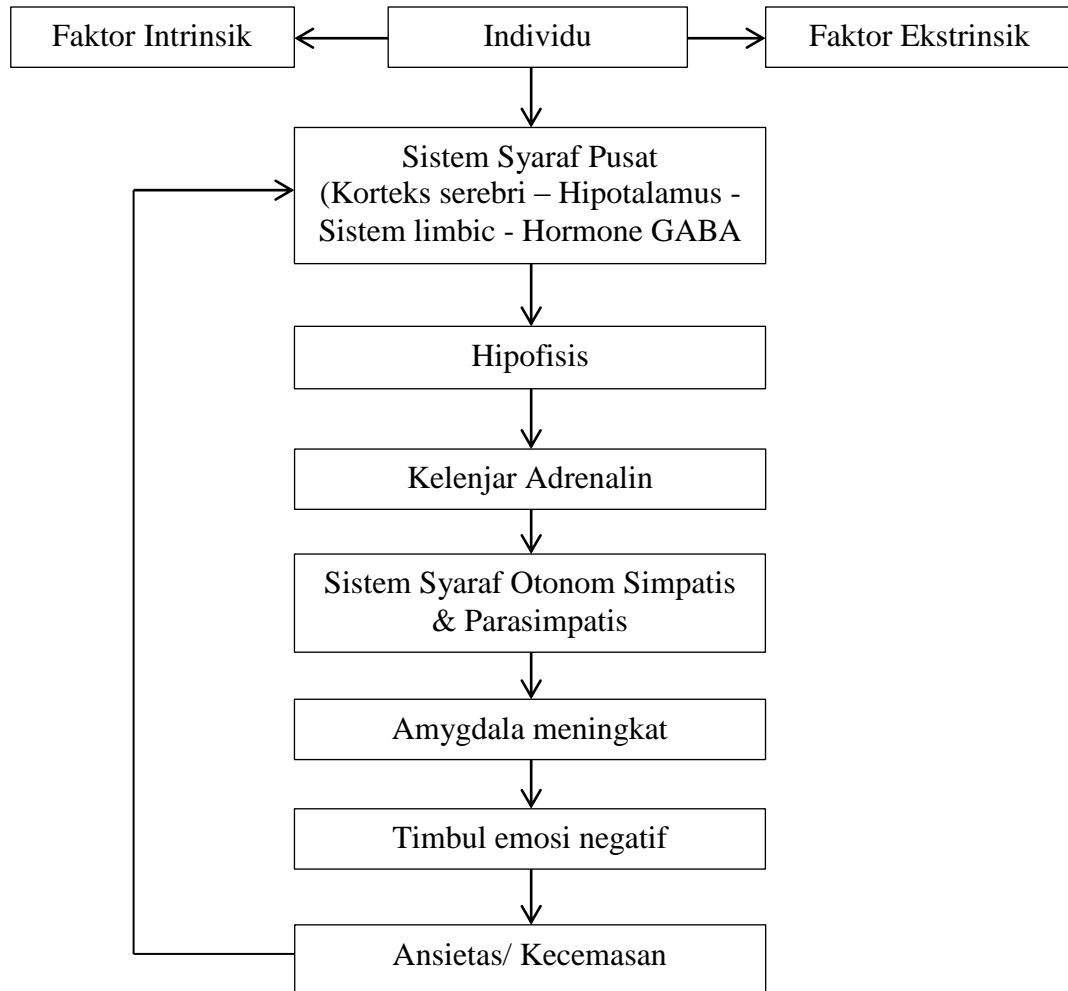 Faktor Intrinsik
Individu
Faktor Ekstrinsik
Sistem Syaraf Pusat
(Korteks serebri – Hipotalamus -
Sistem limbic - Hormone GABA
Hipofisis
Kelenjar Adrenalin
Sistem Syaraf Otonom Simpatis
& Parasimpatis
Amygdala meningkat
Timbul emosi negatif
Ansietas/ Kecemasan